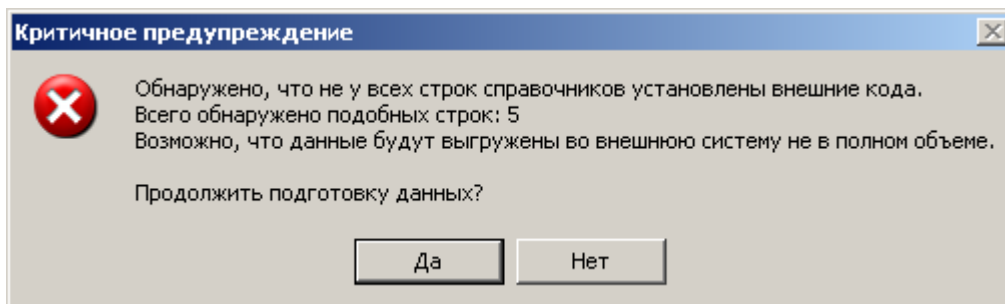 Критичное предупреждение
Обнаружено, что не у всех строк справочников установлены внешние кода.
Всего обнаружено подобных строк: 5
Возможно, что данные будут выгружены во внешнюю систему не в полном объеме.
Продолжить подготовку данных?
Да
Нет